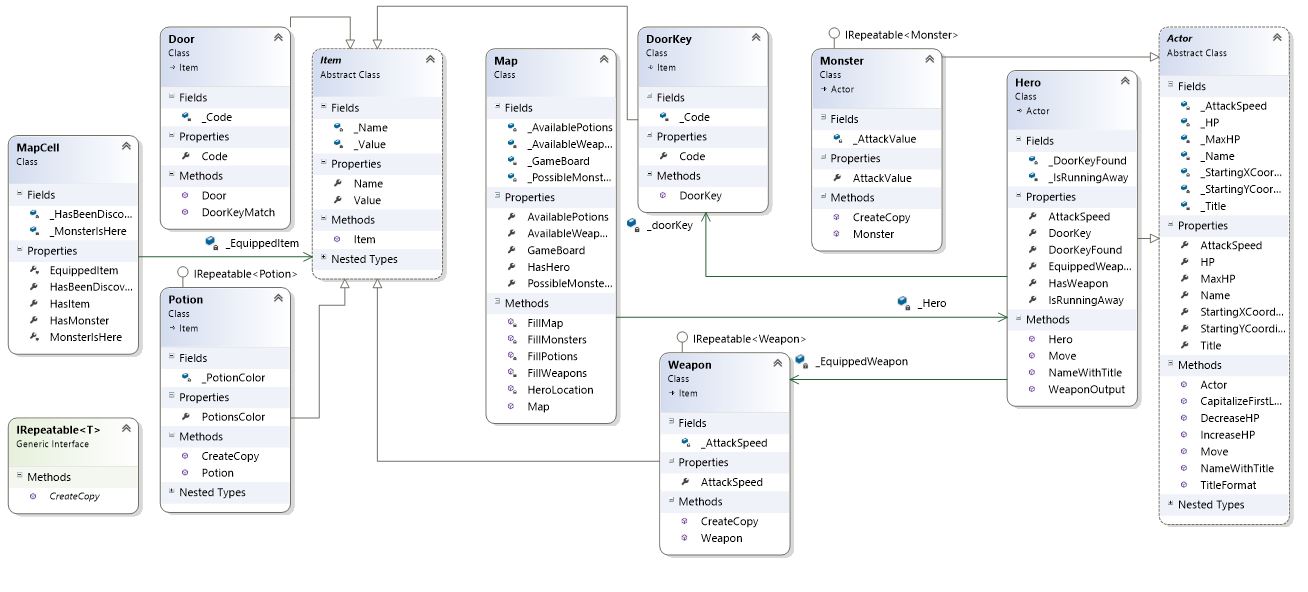 MapCell
Class
Fields
_HasBeenDisco...
_MonsterIsHere
Properties
EquippedItem
HasBeenDiscov...
HasItem
HasMonster
MonsterIsHere
IRepeatable<T>
Generic Interface
Methods
CreateCopy
Door
Class
Item
Fields
_Code
Properties
Code
Methods
Door
DoorKeyMatch
_EquippedItem
IRepeatable<Potion>
Potion
Class
Item
Fields
_PotionColor
Properties
PotionsColor
Methods
CreateCopy
Potion
Nested Types
Item
Abstract Class
Fields
_Name
_Value
Properties
Name
Value
Methods
Item
Nested Types
Map
Class
Fields
_AvailablePotions
_AvailableWeap...
_GameBoard
_PossibleMonst...
Properties
AvailablePotions
AvailableWeap...
GameBoard
HasHero
PossibleMonste...
Methods
FillMap
FillMonsters
FillPotions
FillWeapons
HeroLocation
Map
DoorKey
Class
Item
Fields
_Code
Properties
Code
Methods
DoorKey
_doorKey
IRepeatable<Weapon>
Weapon
Class
Item
Fields
_AttackSpeed
Properties
AttackSpeed
Methods
CreateCopy
Weapon
IRepeatable<Monster>
Monster
Class
Actor
Fields
_AttackValue
Properties
AttackValue
Methods
CreateCopy
Monster
_Hero
_EquippedWeapon
Hero
Class
Actor
Fields
_DoorKeyFound
_IsRunningAway
Properties
AttackSpeed
DoorKey
DoorKeyFound
EquippedWeap...
HasWeapon
IsRunningAway
Methods
Hero
Move
NameWithTitle
WeaponOutput
Actor
Abstract Class
Fields
_AttackSpeed
_HP
_MaxHP
_Name
_StartingXCoor...
_StartingYCoor...
_Title
Properties
AttackSpeed
HP
MaxHP
Name
StartingXCoord...
StartingYCoordi...
Title
Methods
Actor
CapitalizeFirstL...
DecreaseHP
IncreaseHP
Move
NameWithTitle
TitleFormat
Nested Types